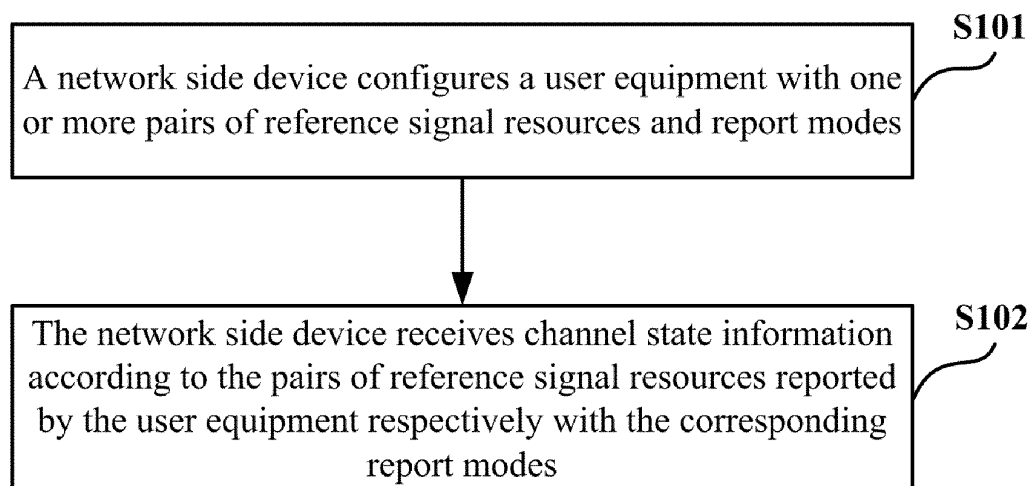 S101
A network side device configures a user equipment with one
or more pairs of reference signal resources and report modes
S102
The network side device receives channel state information
according to the pairs of reference signal resources reported
by the user equipment respectively with the corresponding
report modes